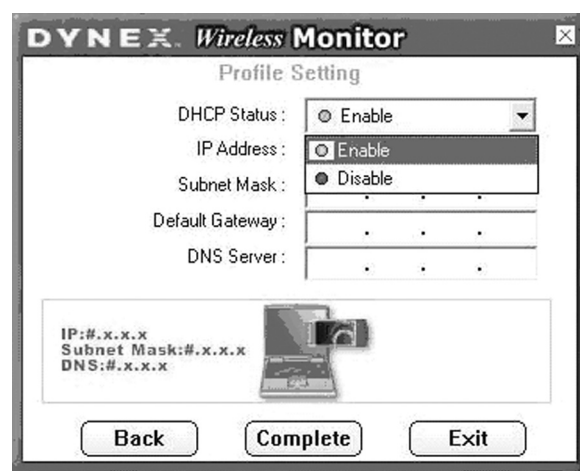 DYNEX Wireless Monitor
Profile Setting
DHCP Status : Enable
IP Address : Enable
Disable
Subnet Mask :
Default Gateway : . . .
DNS Server : . . .
IP:#.x.x.x
Subnet Mask:#.x.x.x
DNS:#.x.x.x
Back Complete Exit